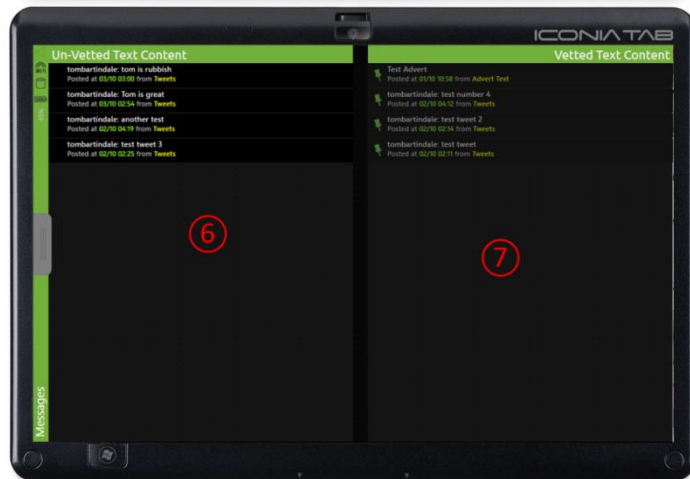 ICONIA TAB
Un-Vetted Text Content
tombartindale: tom is rubbish
Posted at 03/10 03:00 from Tweets
tombartindale: Tom is great
Posted at 03/10 02:54 from Tweets
tombartindale: another test
Posted at 02/10 04:19 from Tweets
tombartindale: test tweet 3
Posted at 02/10 02:25 from Tweets
6
Vetted Text Content
Test Advert
Posted at 01/10 10:58 from Advert Text
tombartindale: test number 4
Posted at 02/10 04:12 from Tweets
tombartindale: test tweet 2
Posted at 02/10 02:14 from Tweets
tombartindale: test tweet
Posted at 02/10 02:11 from Tweets
7
Messages